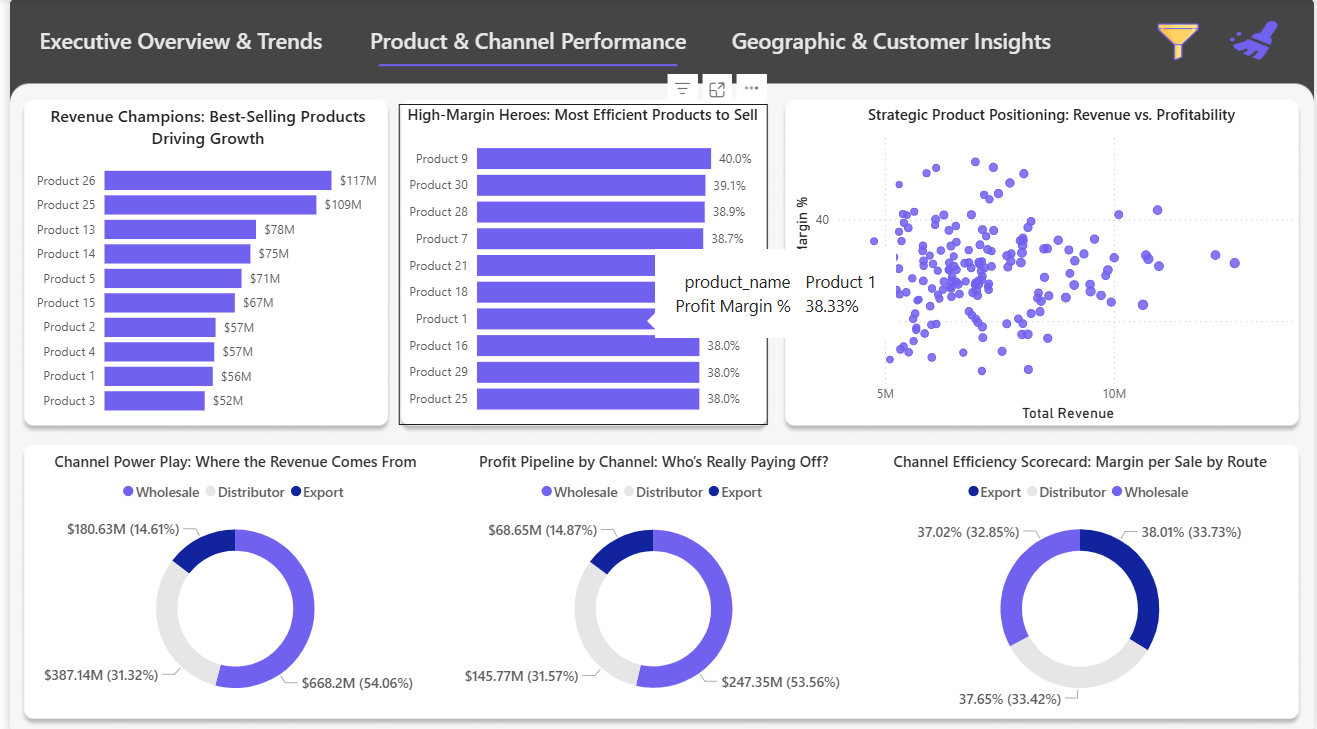 Executive Overview & Trends
Product & Channel Performance
Geographic & Customer Insights
Revenue Champions: Best-Selling Products
Driving Growth
Product 26 $117M
Product 25 $109M
Product 13 $78M
Product 14 $75M
Product 5 $71M
Product 15 $67M
Product 2 $57M
Product 4 $57M
Product 1 $56M
Product 3 $52M
High-Margin Heroes: Most Efficient Products to Sell
Product 9 40.0%
Product 30 39.1%
Product 28 38.9%
Product 7 38.7%
Product 21
Product 18
Product 1
Product 16 38.0%
Product 29 38.0%
Product 25 38.0%
product_name Product 1
Profit Margin % 38.33%
Strategic Product Positioning: Revenue vs. Profitability
%
40
5M 10M
Total Revenue
Channel Power Play: Where the Revenue Comes From
Wholesale Distributor Export
$180.63M (14.61%)
$387.14M (31.32%)
$668.2M (54.06%)
Profit Pipeline by Channel: Who’s Really Paying Off?
Wholesale Distributor Export
$68.65M (14.87%)
$145.77M (31.57%)
$247.35M (53.56%)
Channel Efficiency Scorecard: Margin per Sale by Route
Export Distributor Wholesale
37.02% (32.85%)
38.01% (33.73%)
37.65% (33.42%)